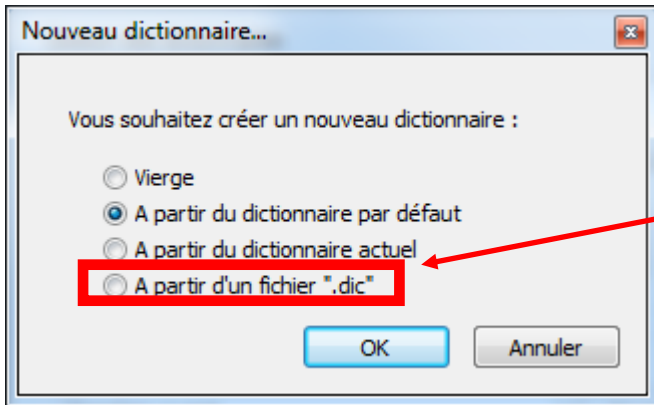 Nouveau dictionnaire...
Vous souhaitez créer un nouveau dictionnaire :
Vierge
A partir du dictionnaire par défaut
A partir du dictionnaire actuel
A partir d'un fichier ".dic"
OK Annuler